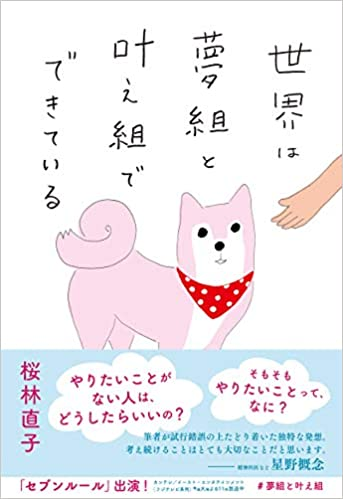 世界は
夢組と
叶え組で
できている
桜林直子
やりたいことが
ない人は、
どうしたらいいの？
そもそも
やりたいことって、
なに？
筆者が試行錯誤の上たどり着いた独特な発想。
考え続けることはとても大切なことだと思います。
星野概念
「セブンルール」出演！
#夢組と叶え組